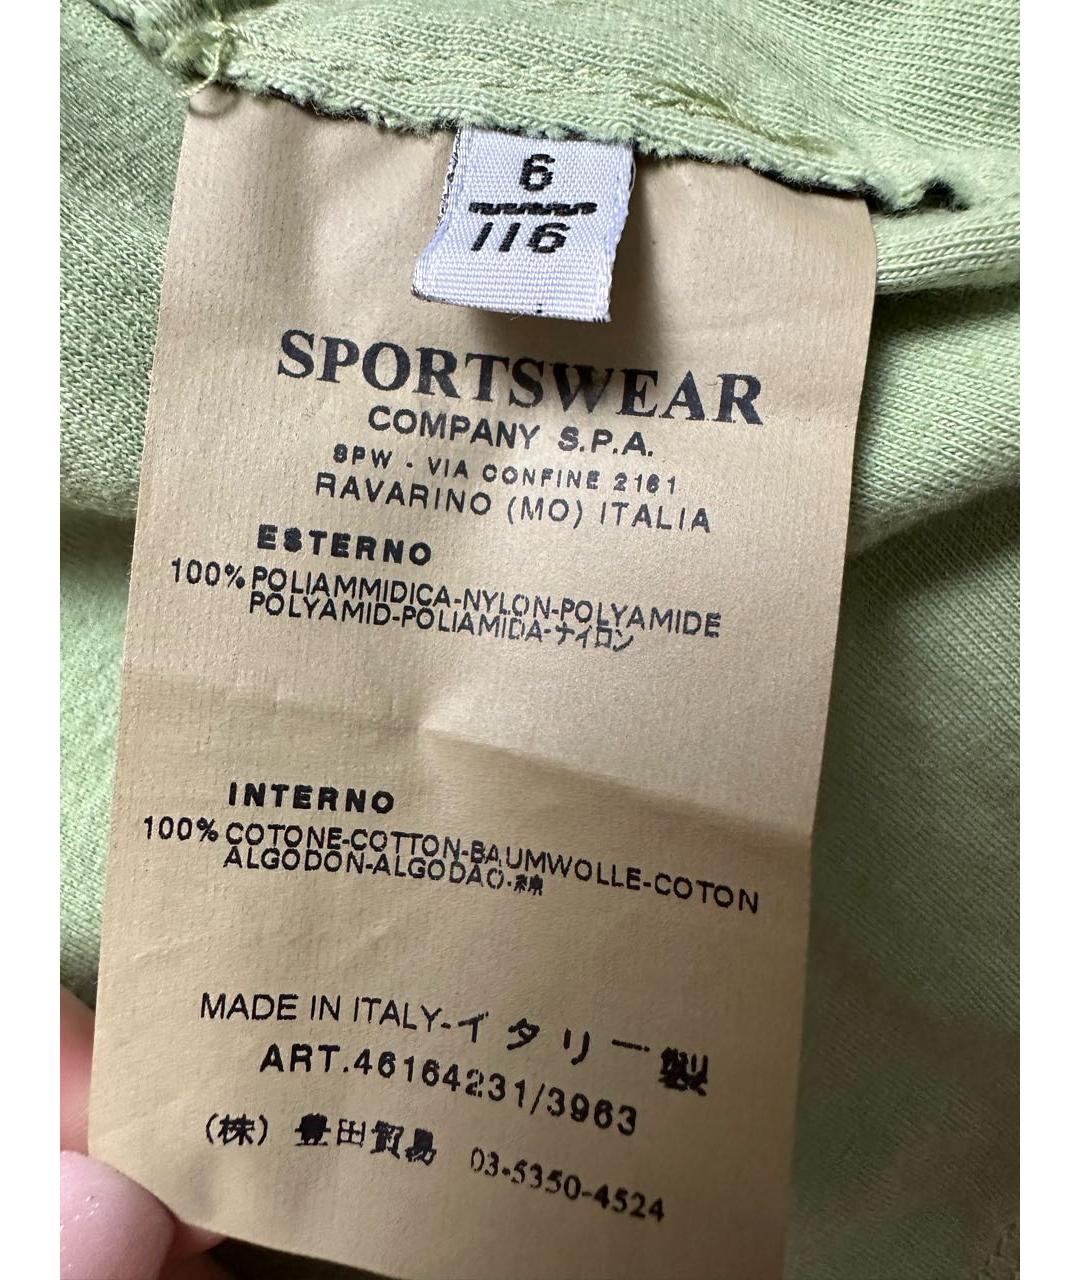 6
116
SPORTSWEAR
COMPANY S.P.A.
SPW - VIA CONFINE 2161
RAVARINO (MO) ITALIA
ESTERNO
100% POLIAMMIDICA-NYLON-POLYAMIDE
POLYAMID-POLIAMIDA-ナイロン
INTERNO
100% COTONE-COTTON-BAUMWOLLE-COTON
ALGODON-ALGODAO-綿
MADE IN ITALY-イタリー製
ART.46164231/3963
(株) 豊田貿易 03-5350-4524